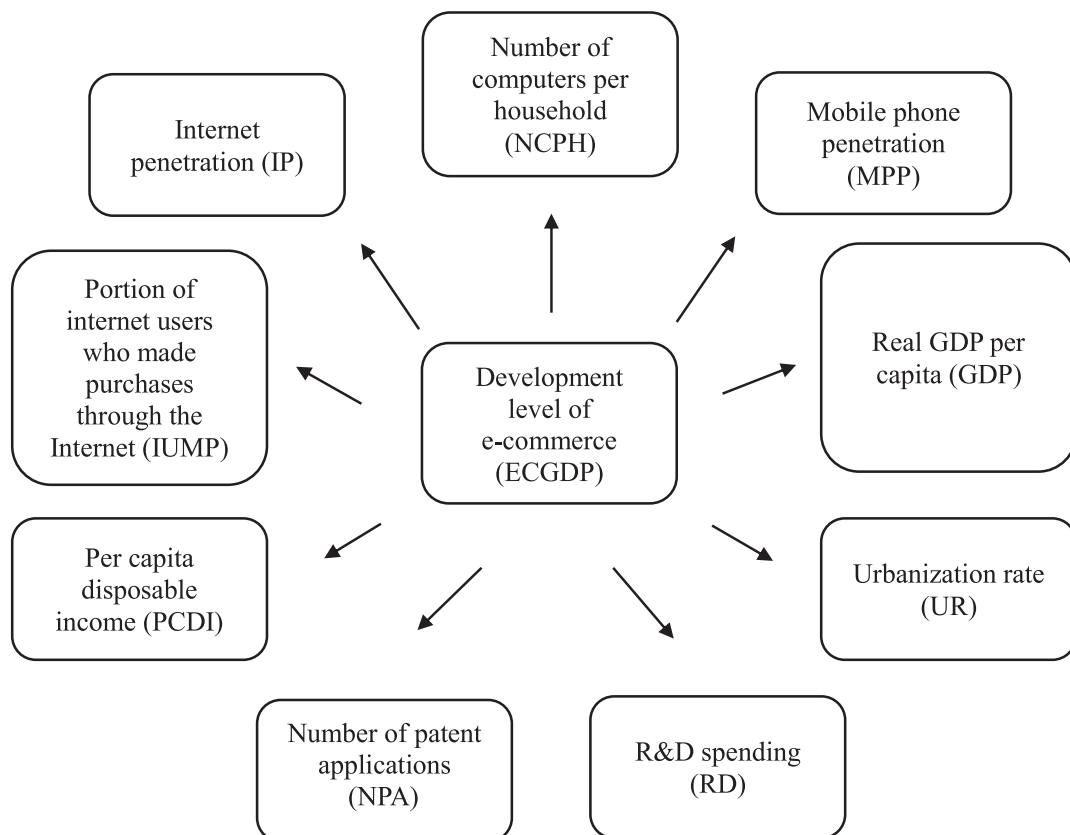 Number of
computers per
household
(NCPH)
Internet
penetration (IP)
Mobile phone
penetration
(MPP)
Portion of
internet users
who made
purchases
through the
Internet (IUMP)
Real GDP per
capita (GDP)
Development
level of
e-commerce
(ECGDP)
Per capita
disposable
income (PCDI)
Urbanization rate
(UR)
Number of patent
applications
(NPA)
R&D spending
(RD)